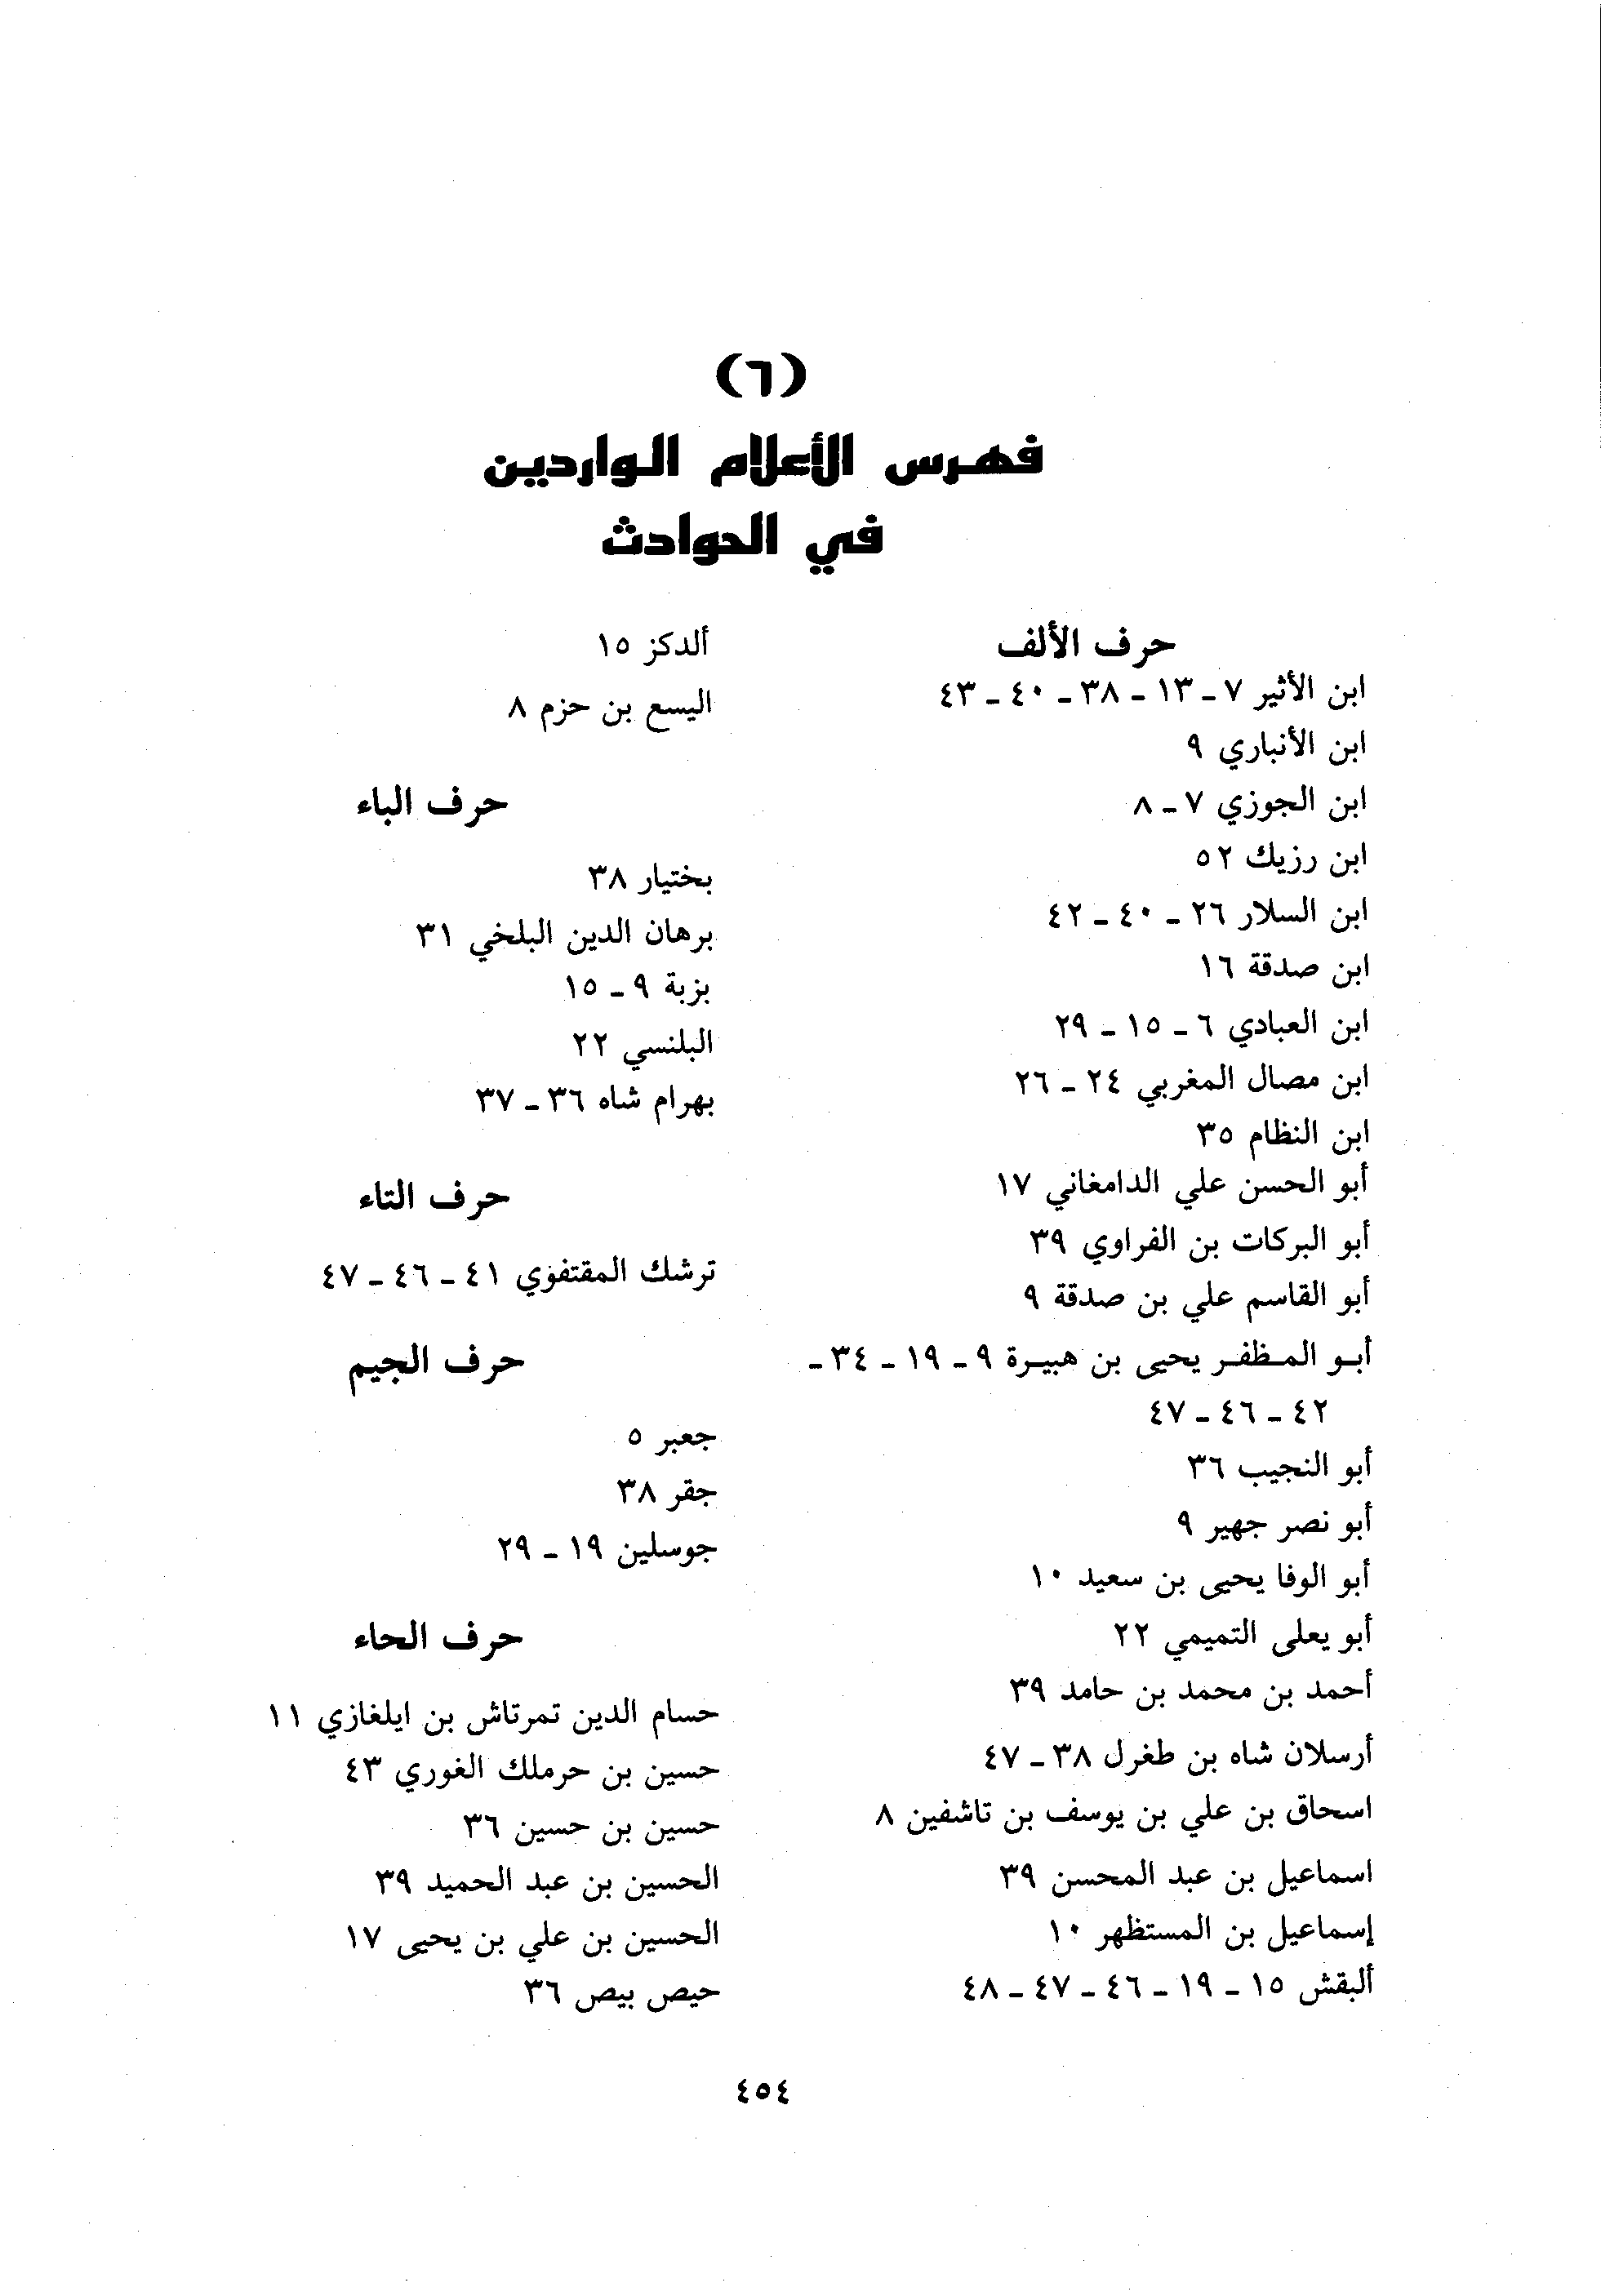 (٦)
فهرس الأعلام الواردين
في الحوادث
حرف الألف
ابن الأثير ٧ - ١٣ - ٣٨ - ٤٠ - ٤٣
ابن الأنباري ٩
ابن الجوزي ٧ - ٨
ابن رزيك ٥٢
ابن السلار ٢٦ - ٤٠ - ٤٢
ابن صدقة ١٦
ابن العبادي ٦ - ١٥ - ٢٩
ابن مصال المغربي ٢٤ - ٢٦
ابن النظام ٣٥
أبو الحسن علي الدامغاني ١٧
أبو البركات بن الفراوي ٣٩
أبو القاسم علي بن صدقة ٩
أبو المظفر يحيى بن هبيرة ٩ - ١٩ - ٣٤ -
٤٢ - ٤٦ - ٤٧
أبو النجيب ٣٦
أبو نصر جهير ٩
أبو الوفا يحيى بن سعيد ١٠
أبو يعلى التميمي ٢٢
أحمد بن محمد بن حامد ٣٩
أرسلان شاه بن طغرل ٣٨ - ٤٧
اسحاق بن علي بن يوسف بن تاشفين ٨
اسماعيل بن عبد المحسن ٣٩
إسماعيل بن المستظهر ١٠
ألبقش ١٥ - ١٩ - ٤٦ - ٤٧ - ٤٨
ألدكز ١٥
اليسع بن حزم ٨
حرف الباء
بختيار ٣٨
برهان الدين البلخي ٣١
بزبة ٩ - ١٥
البلنسي ٢٢
بهرام شاه ٣٦ - ٣٧
حرف التاء
ترشك المقتفوي ٤١ - ٤٦ - ٤٧
حرف الجيم
جعبر ٥
جقر ٣٨
جوسلين ١٩ - ٢٩
حرف الحاء
حسام الدين تمرتاش بن ايلغازي ١١
حسين بن حرملك الغوري ٤٣
حسين بن حسين ٣٦
الحسين بن عبد الحميد ٣٩
الحسين بن علي بن يحيى ١٧
حيص بيص ٣٦
٤٥٤